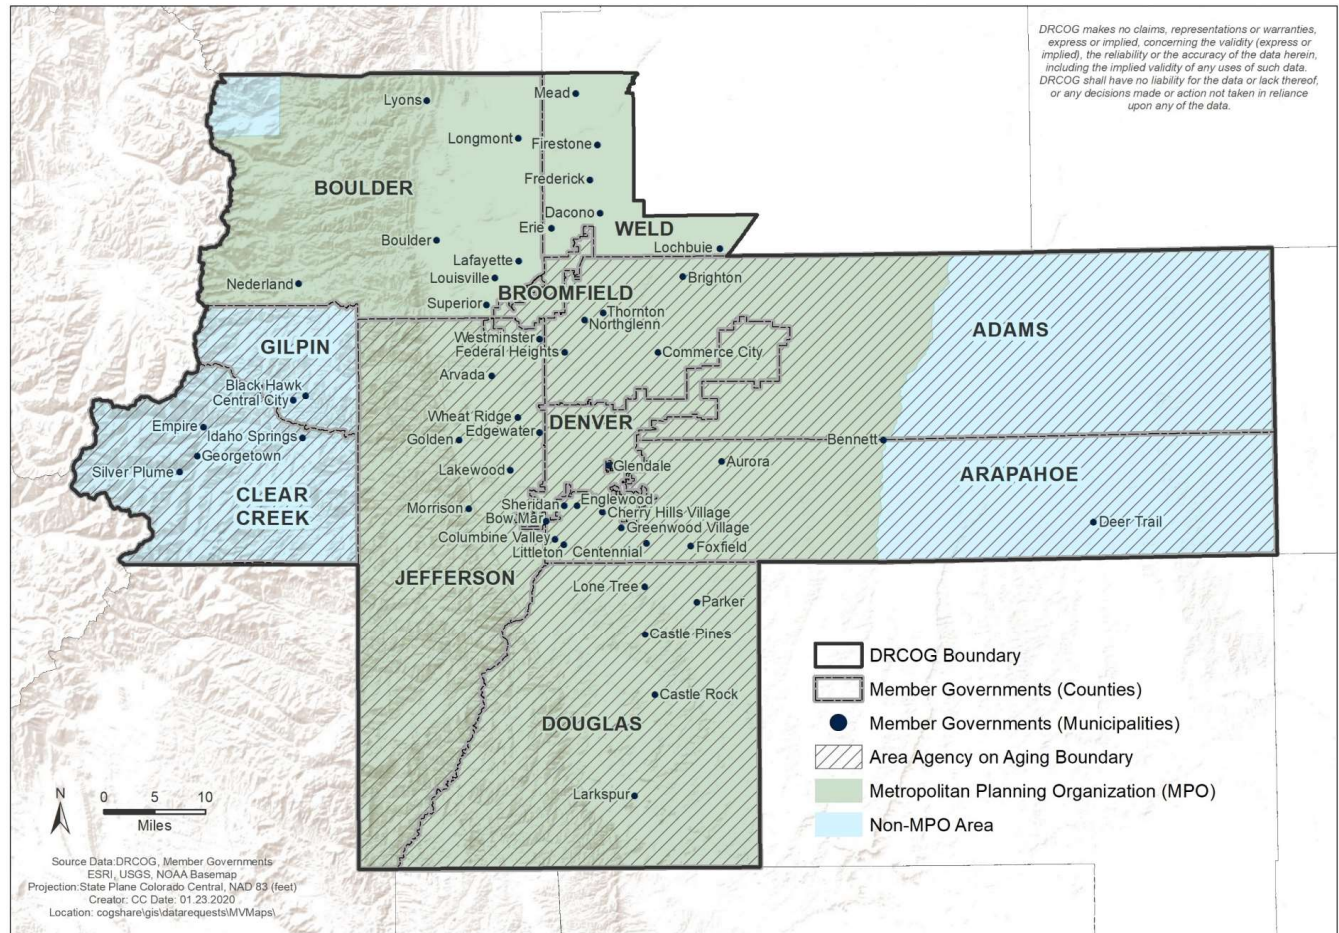 DRCOG makes no claims, representations or warranties,
express or implied, concerning the validity (express or
implied), the reliability or the accuracy of the data herein,
including the implied validity of any uses of such data.
DRCOG shall have no liability for the data or lack thereof,
or any decisions made or action not taken in reliance
upon any of the data.
Lyons
Mead
Longmont
Firestone
Frederick
BOULDER
Dacono
Erie
WELD
Boulder
Lochbuie
Lafayette
Louisville
Brighton
Nederland
BROOMFIELD
Superior
Thornton
Northglenn
ADAMS
Westminster
GILPIN
Federal Heights
Commerce City
Arvada
Black Hawk
Central City
Wheat Ridge
DENVER
Empire
Edgewater
Idaho Springs
Golden
Bennett
Georgetown
Glendale
Aurora
Silver Plume
Lakewood
ARAPAHOE
CLEAR
CREEK
Englewood
Sheridan
Morrison
Cherry Hills Village
Bow Mar
Deer Trail
Greenwood Village
Columbine Valley
Littleton
Centennial
Foxfield
JEFFERSON
Lone Tree
Parker
Castle Pines
Castle Rock
DOUGLAS
Larkspur
DRCOG Boundary
Member Governments (Counties)
Member Governments (Municipalities)
Area Agency on Aging Boundary
Metropolitan Planning Organization (MPO)
Non-MPO Area
N
0 5 10
Miles
Source Data:DRCOG, Member Governments
ESRI, USGS, NOAA Basemap
Projection:State Plane Colorado Central, NAD 83 (feet)
Creator: CC Date: 01.23.2020
Location: cogshare\gis\datarequests\MVMaps\